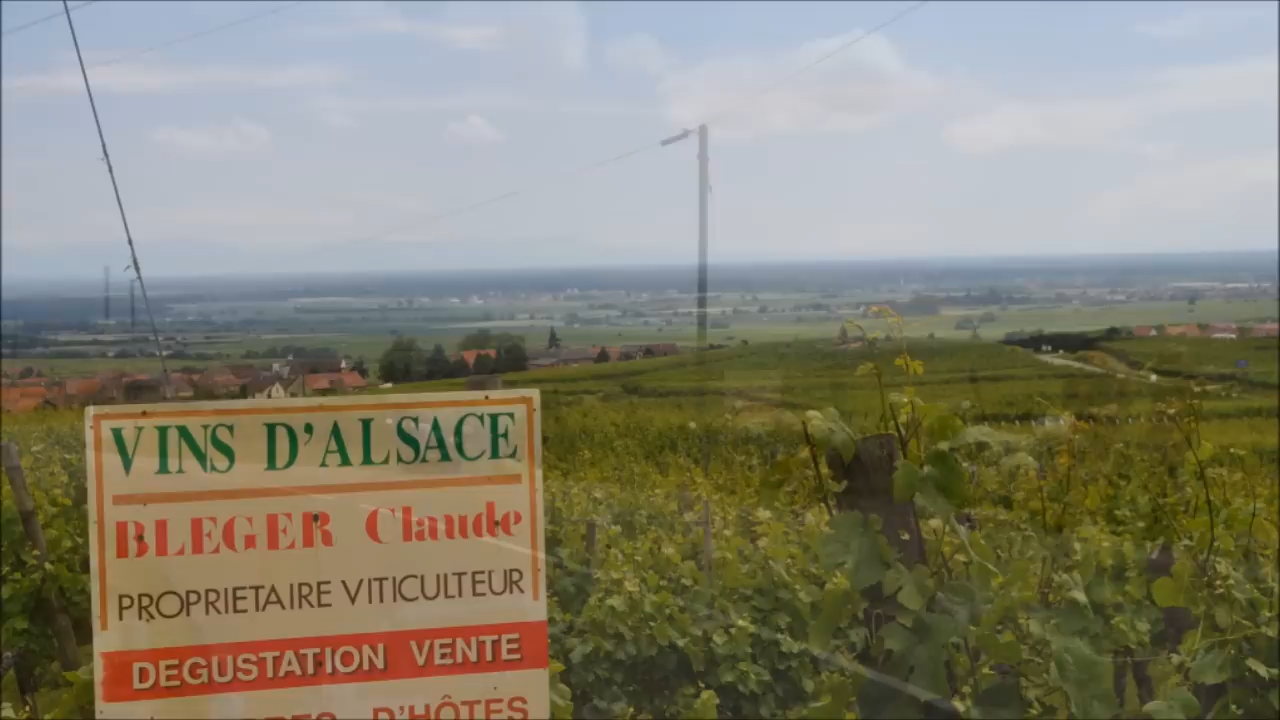 VINS D'ALSACE
BLEGER Claude
PROPRIETAIRE VITICULTEUR
DEGUSTATION VENTE
D'HÔTES